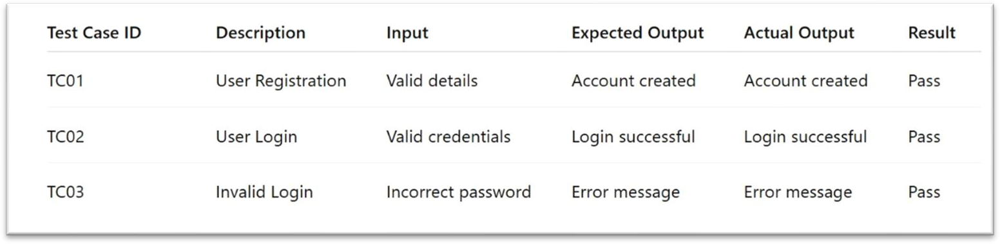 Test Case ID Description Input Expected Output Actual Output Result
TC01 User Registration Valid details Account created Account created Pass
TC02 User Login Valid credentials Login successful Login successful Pass
TC03 Invalid Login Incorrect password Error message Error message Pass